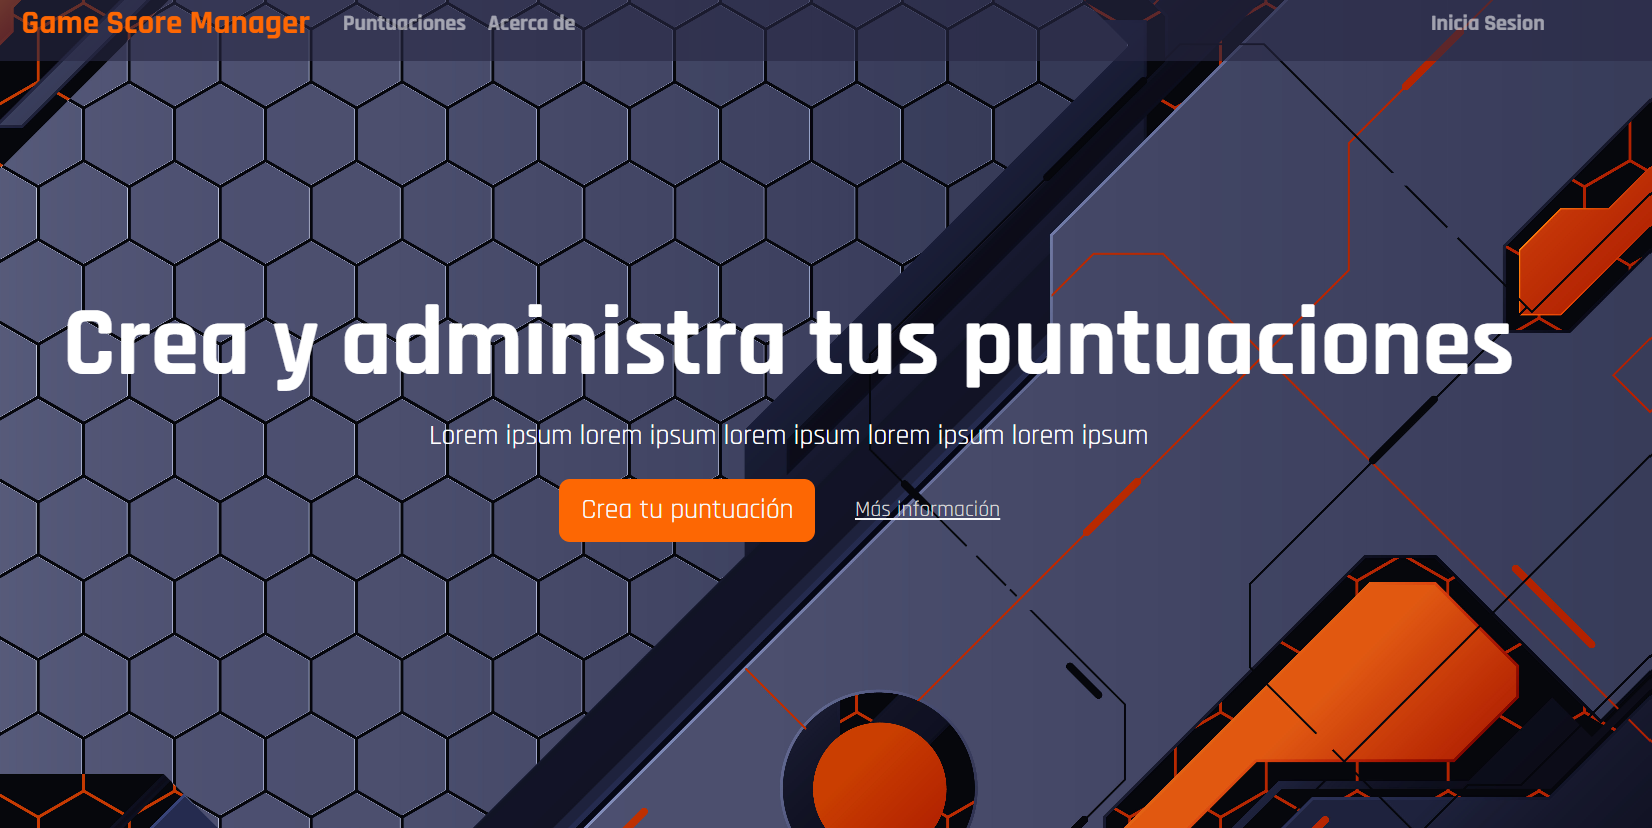 Game Score Manager Puntuaciones Acerca de Inicia Sesion
Crea y administra tus puntuaciones
Lorem ipsum lorem ipsum lorem ipsum lorem ipsum lorem ipsum
Crea tu puntuación Más información